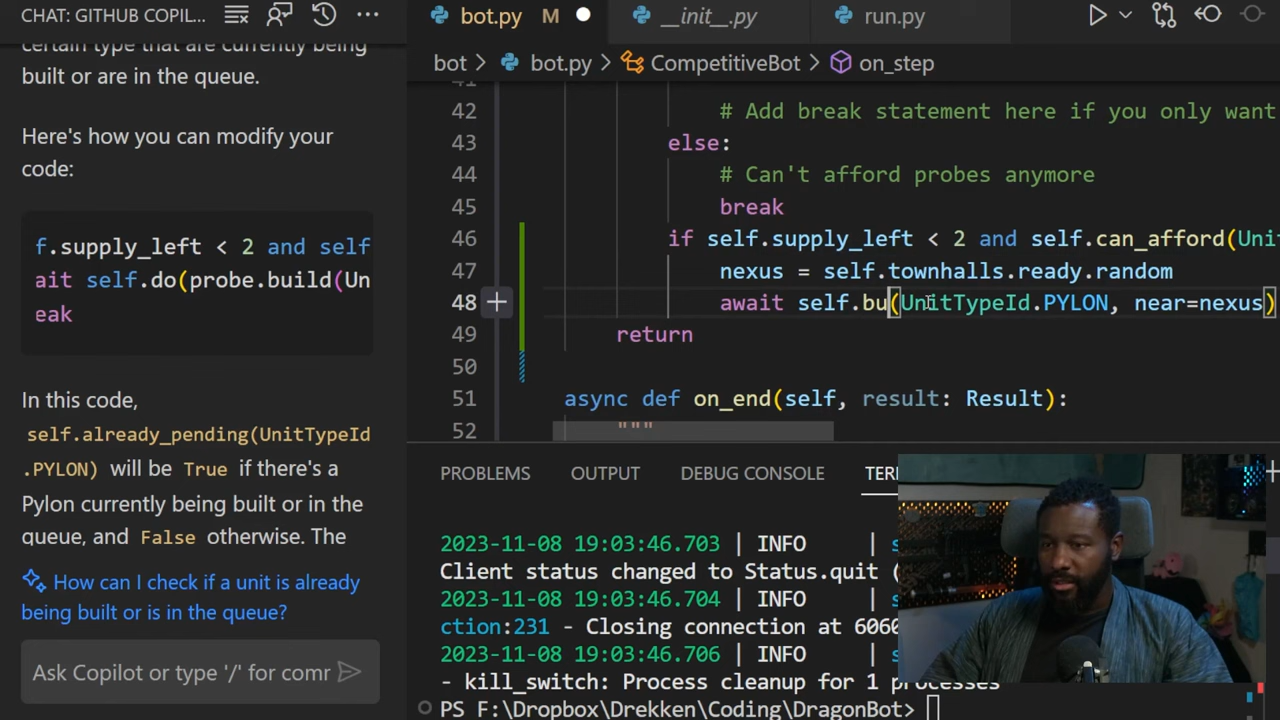 CHAT: GITHUB COPIL...
certain type that are currently being
built or are in the queue.
Here's how you can modify your
code:
f.supply_left < 2 and self
ait self.do(probe.build(Un
eak
In this code,
self.already_pending(UnitTypeId
.PYLON) will be True if there's a
Pylon currently being built or in the
queue, and False otherwise. The
How can I check if a unit is already
being built or is in the queue?
Ask Copilot or type '/' for comr
bot.py M
__init__.py
run.py
bot > bot.py > CompetitiveBot > on_step
41
42 # Add break statement here if you only want
43 else:
44 # Can't afford probes anymore
45 break
46 if self.supply_left < 2 and self.can_afford(Uni
47 nexus = self.townhalls.ready.random
48 await self.bu(UnitTypeId.PYLON, near=nexus)
49 return
50
51 async def on_end(self, result: Result):
52 """
PROBLEMS OUTPUT DEBUG CONSOLE TER
2023-11-08 19:03:46.703 | INFO | s
Client status changed to Status.quit (
2023-11-08 19:03:46.704 | INFO | s
ction:231 - Closing connection at 6060
2023-11-08 19:03:46.706 | INFO | s
- kill_switch: Process cleanup for 1 processes
PS F:\Dropbox\Drekken\Coding\DragonBot>